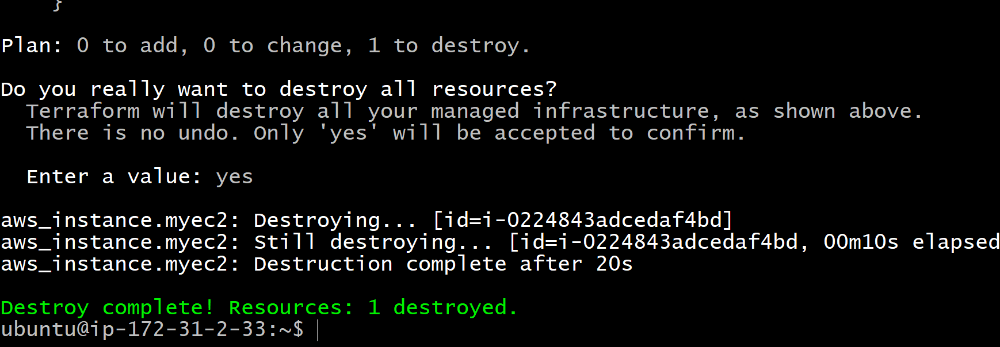 }
Plan: 0 to add, 0 to change, 1 to destroy.
Do you really want to destroy all resources?
Terraform will destroy all your managed infrastructure, as shown above.
There is no undo. Only 'yes' will be accepted to confirm.
Enter a value: yes
aws_instance.myec2: Destroying... [id=i-0224843adcedaf4bd]
aws_instance.myec2: Still destroying... [id=i-0224843adcedaf4bd, 00m10s elapsed
aws_instance.myec2: Destruction complete after 20s
Destroy complete! Resources: 1 destroyed.
ubuntu@ip-172-31-2-33:~$